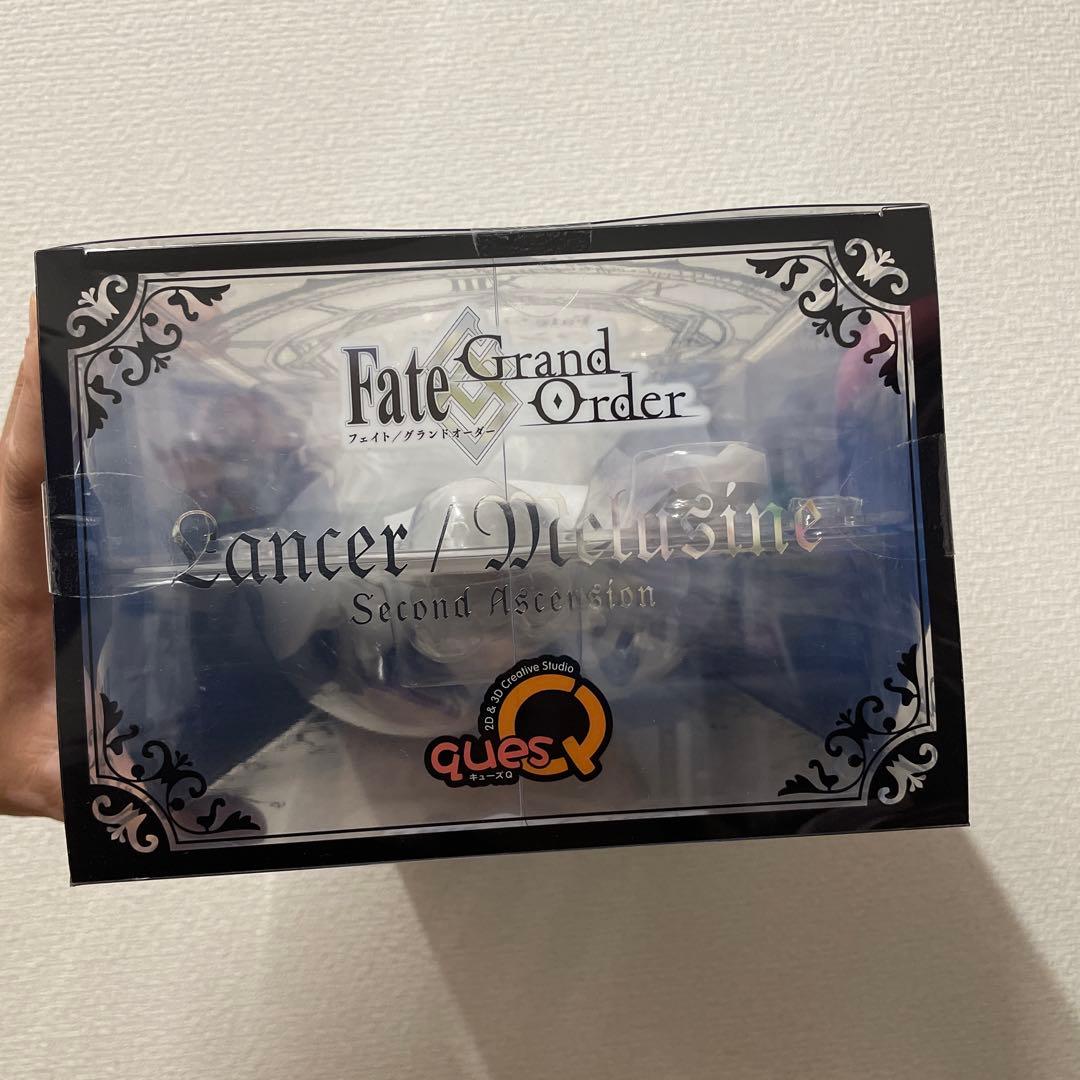 Fate Grand
Order
フェイト/グランドオーダー
Lancer / Melusine
Second Ascension
2D & 3D Creative Studio
quesQ
キューズQ